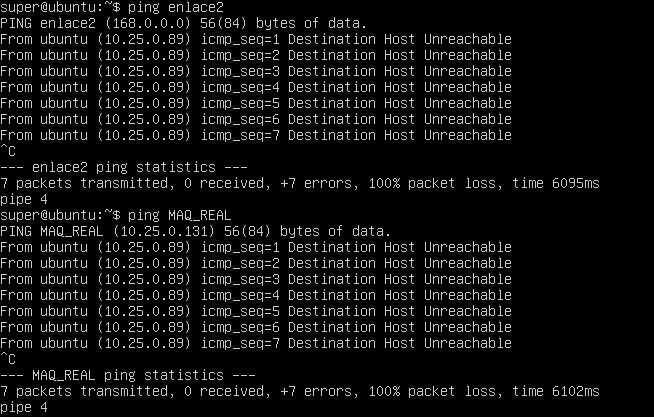 super@ubuntu:~$ ping enlace2
PING enlace2 (168.0.0.0) 56(84) bytes of data.
From ubuntu (10.25.0.89) icmp_seq=1 Destination Host Unreachable
From ubuntu (10.25.0.89) icmp_seq=2 Destination Host Unreachable
From ubuntu (10.25.0.89) icmp_seq=3 Destination Host Unreachable
From ubuntu (10.25.0.89) icmp_seq=4 Destination Host Unreachable
From ubuntu (10.25.0.89) icmp_seq=5 Destination Host Unreachable
From ubuntu (10.25.0.89) icmp_seq=6 Destination Host Unreachable
From ubuntu (10.25.0.89) icmp_seq=7 Destination Host Unreachable
^C
--- enlace2 ping statistics ---
7 packets transmitted, 0 received, +7 errors, 100% packet loss, time 6095ms
pipe 4
super@ubuntu:~$ ping MAQ_REAL
PING MAQ_REAL (10.25.0.131) 56(84) bytes of data.
From ubuntu (10.25.0.89) icmp_seq=1 Destination Host Unreachable
From ubuntu (10.25.0.89) icmp_seq=2 Destination Host Unreachable
From ubuntu (10.25.0.89) icmp_seq=3 Destination Host Unreachable
From ubuntu (10.25.0.89) icmp_seq=4 Destination Host Unreachable
From ubuntu (10.25.0.89) icmp_seq=5 Destination Host Unreachable
From ubuntu (10.25.0.89) icmp_seq=6 Destination Host Unreachable
From ubuntu (10.25.0.89) icmp_seq=7 Destination Host Unreachable
^C
--- MAQ_REAL ping statistics ---
7 packets transmitted, 0 received, +7 errors, 100% packet loss, time 6102ms
pipe 4